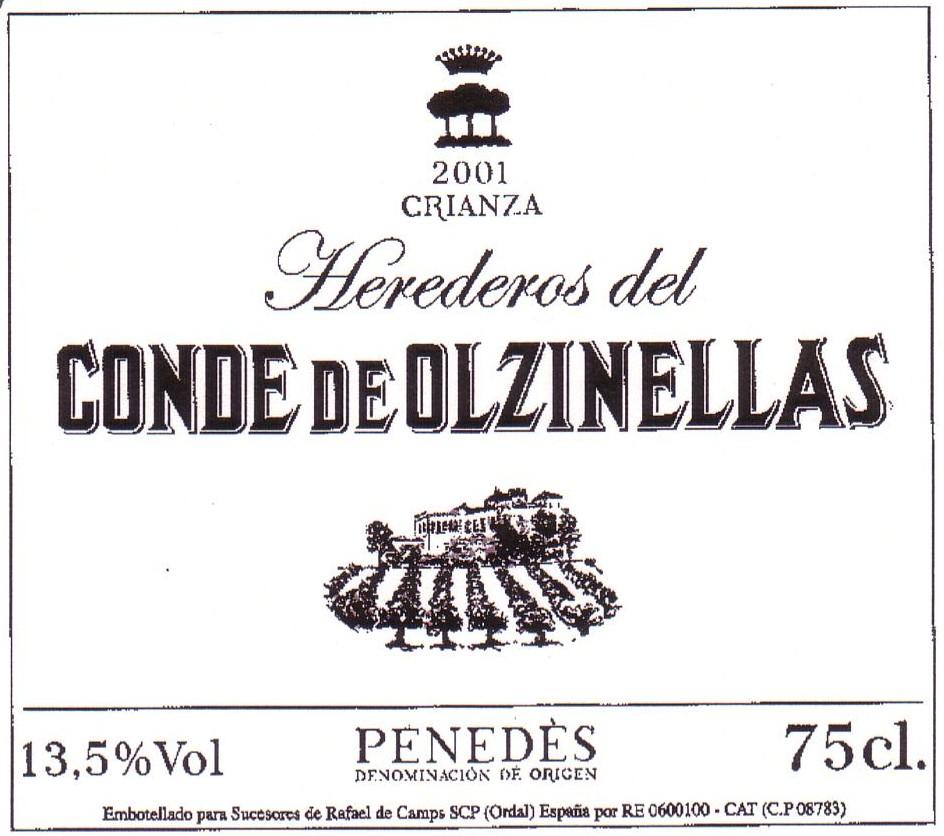 2001
CRIANZA
Herederos del
CONDE DE OLZINELLAS
13,5%Vol
PENEDÈS
75cl.
DENOMINACIÓN DÉ ORIGEN
Embotellado para Sucesores de Rafael de Camps SCP (Ordal) España por RE 0600100 - CAT (C.P 08783)